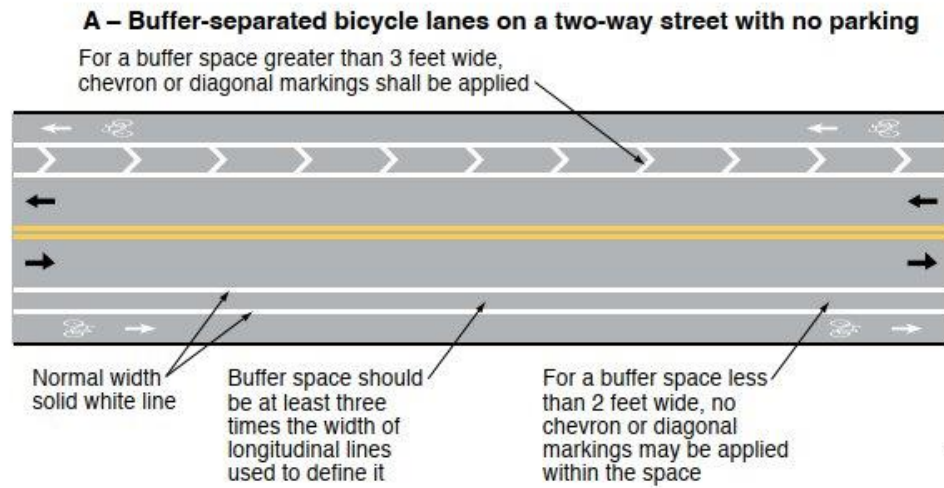 A – Buffer-separated bicycle lanes on a two-way street with no parking
For a buffer space greater than 3 feet wide,
chevron or diagonal markings shall be applied
Normal width
solid white line
Buffer space should
be at least three
times the width of
longitudinal lines
used to define it
For a buffer space less
than 2 feet wide, no
chevron or diagonal
markings may be applied
within the space